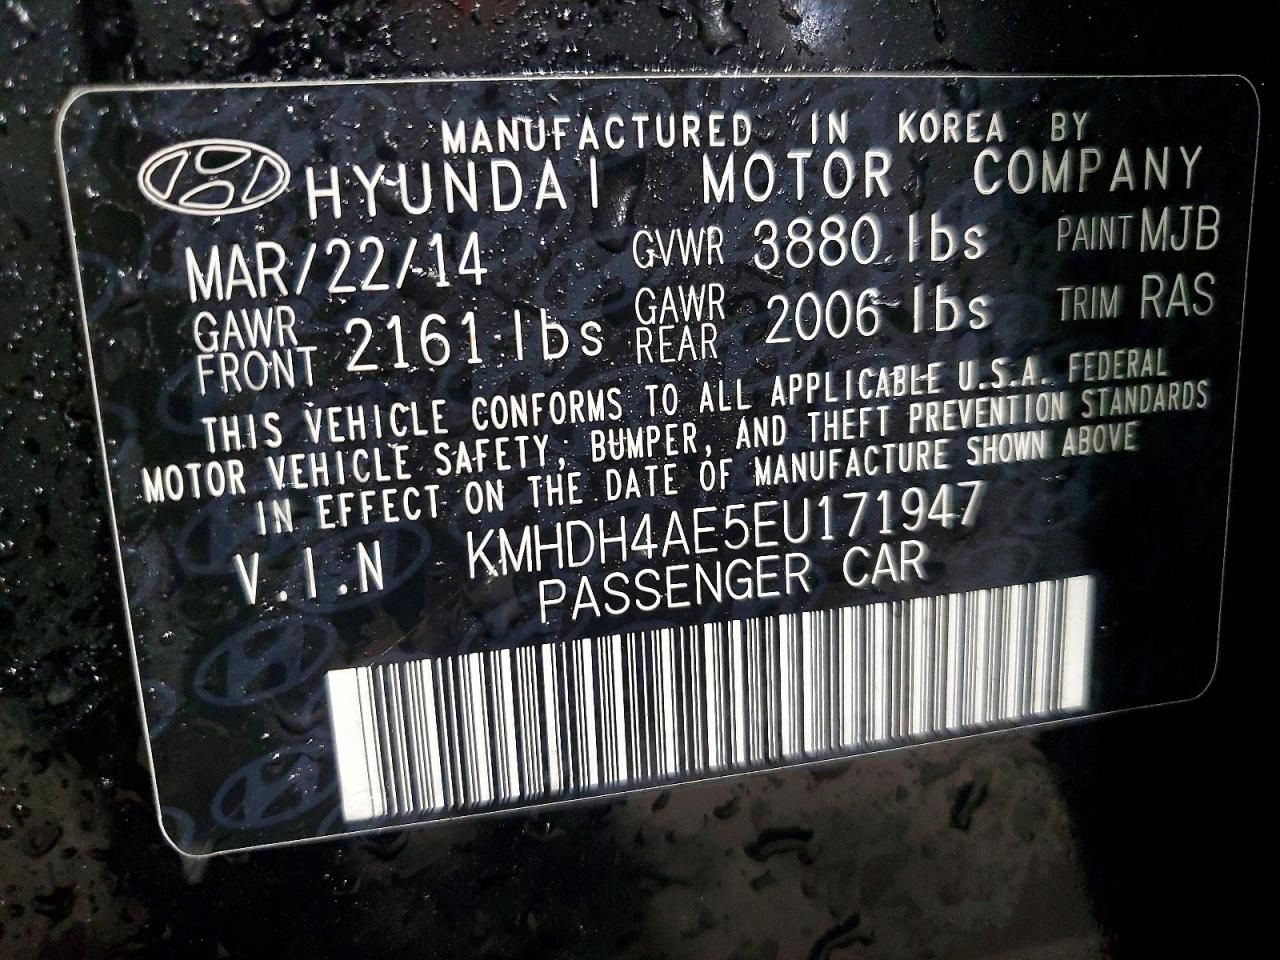 MANUFACTURED IN KOREA BY
HYUNDAI MOTOR COMPANY
MAR/22/14 GVWR 3880 lbs PAINT MJB
GAWR FRONT 2161 lbs GAWR REAR 2006 lbs TRIM RAS
THIS VEHICLE CONFORMS TO ALL APPLICABLE U.S.A. FEDERAL
MOTOR VEHICLE SAFETY, BUMPER, AND THEFT PREVENTION STANDARDS
IN EFFECT ON THE DATE OF MANUFACTURE SHOWN ABOVE
V.I.N KMHDH4AE5EU171947
PASSENGER CAR